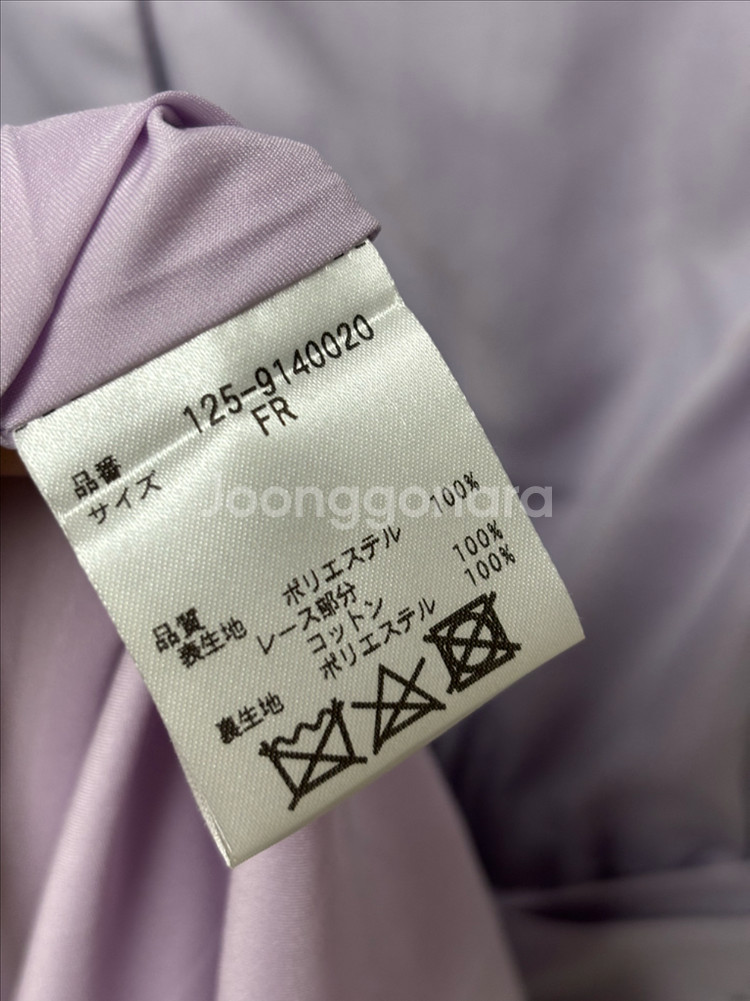 品番 125-9140020
サイズ FR
Joonggonara
品質
表生地 ポリエステル 100%
レース部分
コットン 100%
裏生地 ポリエステル 100%